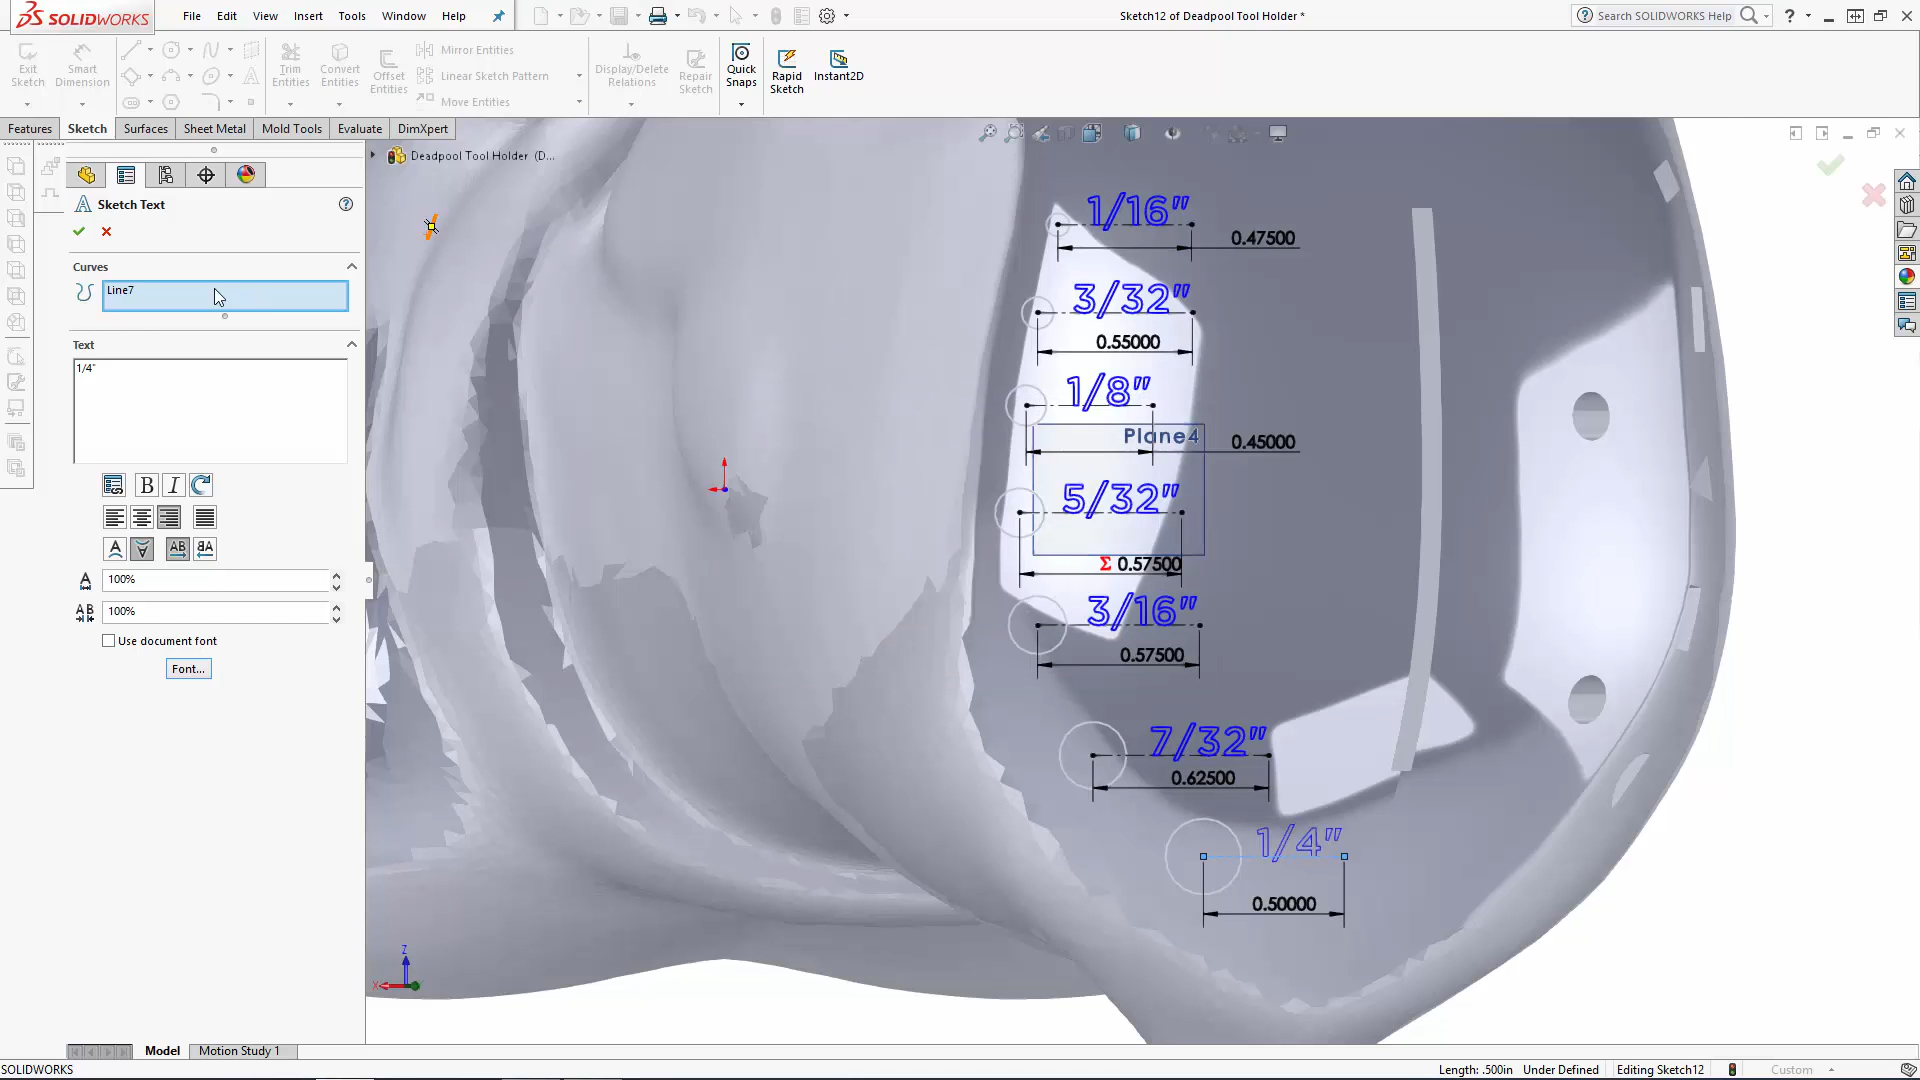 SOLIDWORKS
File Edit View Insert Tools Window Help
Sketch12 of Deadpool Tool Holder *
Search SOLIDWORKS Help
?
Exit Sketch
Smart Dimension
Trim Entities
Convert Entities
Offset Entities
Mirror Entities
Linear Sketch Pattern
Move Entities
Display/Delete Relations
Repair Sketch
Quick Snaps
Rapid Sketch
Instant2D
Features Sketch Surfaces Sheet Metal Mold Tools Evaluate DimXpert
Deadpool Tool Holder (D...
Sketch Text
Curves
Line7
Text
1/4"
B I
100%
100%
Use document font
Font...
1/16"
0.47500
3/32"
0.55000
1/8"
Plane4
0.45000
5/32"
Σ 0.57500
3/16"
0.57500
7/32"
0.62500
1/4"
0.50000
Z
X
Model Motion Study 1
SOLIDWORKS
Length: .500in Under Defined Editing Sketch12 Custom